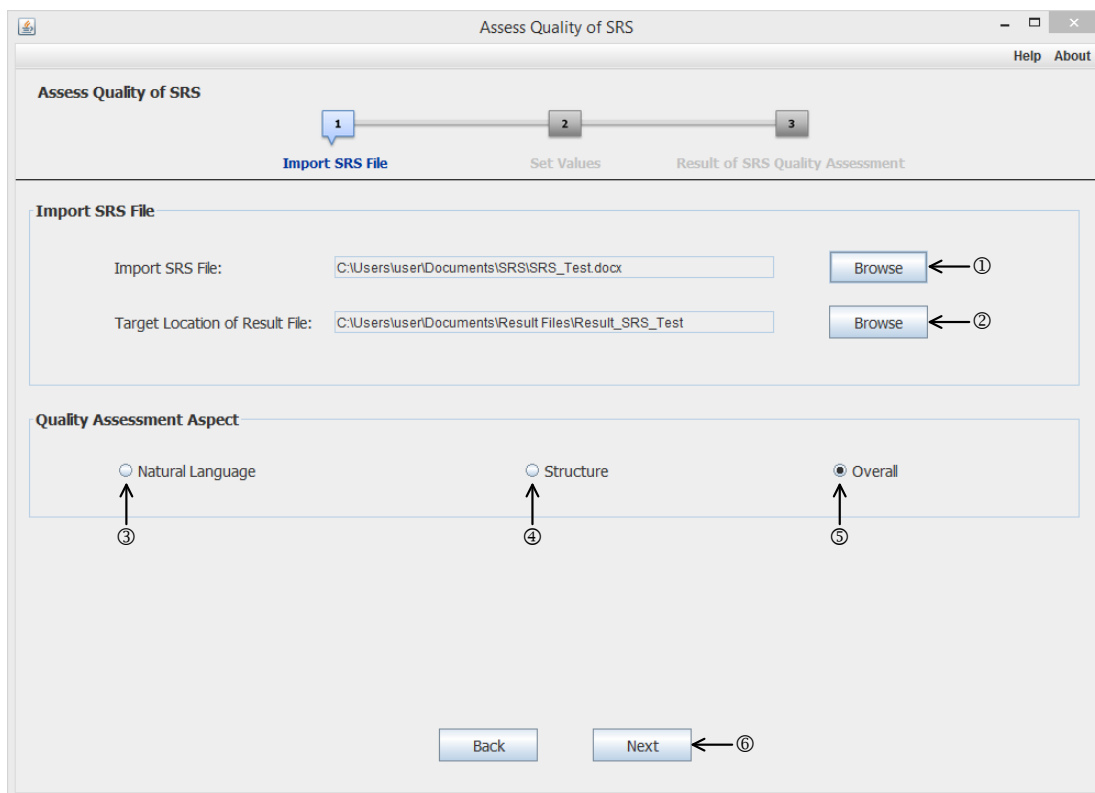 Assess Quality of SRS
Help About
Assess Quality of SRS
1 2 3
Import SRS File Set Values Result of SRS Quality Assessment
Import SRS File
Import SRS File: C:\Users\user\Documents\SRS\SRS_Test.docx Browse ①
Target Location of Result File: C:\Users\user\Documents\Result Files\Result_SRS_Test Browse ②
Quality Assessment Aspect
Natural Language Structure Overall
③ ④ ⑤
Back Next ⑥